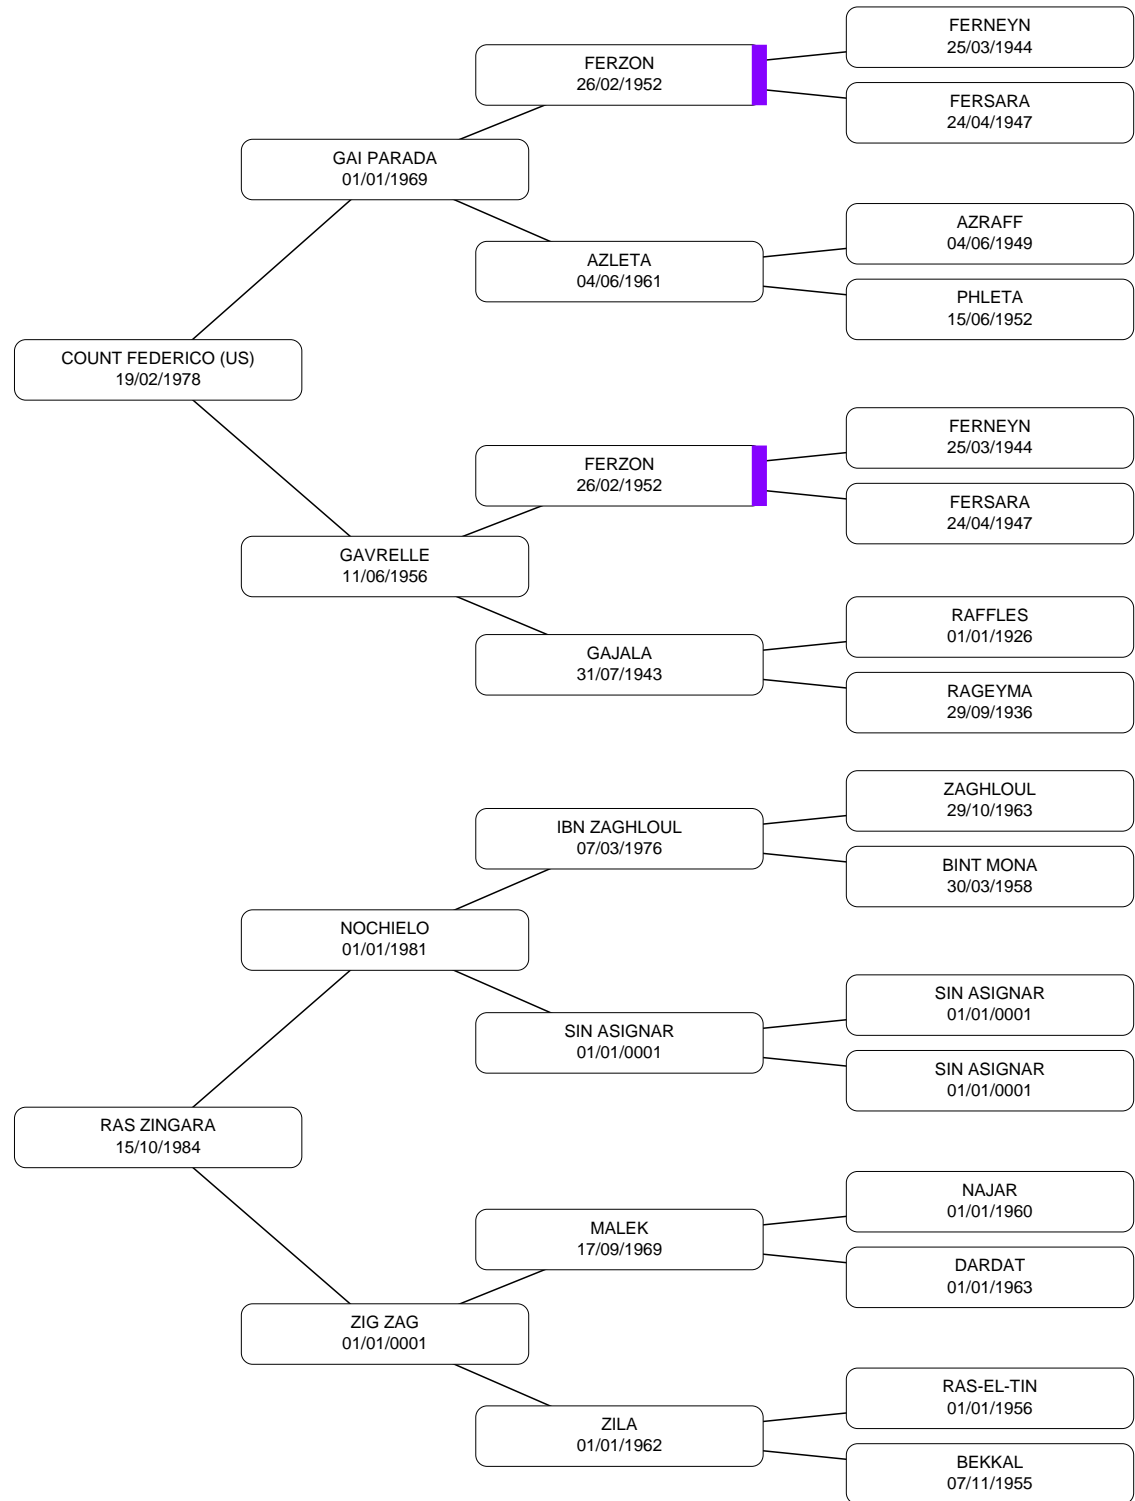 FERNEYN
25/03/1944
FERZON
26/02/1952
FERSARA
24/04/1947
GAI PARADA
01/01/1969
AZRAFF
04/06/1949
AZLETA
04/06/1961
PHLETA
15/06/1952
COUNT FEDERICO (US)
19/02/1978
FERNEYN
25/03/1944
FERZON
26/02/1952
FERSARA
24/04/1947
GAVRELLE
11/06/1956
RAFFLES
01/01/1926
GAJALA
31/07/1943
RAGEYMA
29/09/1936
ZAGHLOUL
29/10/1963
IBN ZAGHLOUL
07/03/1976
BINT MONA
30/03/1958
NOCHIELO
01/01/1981
SIN ASIGNAR
01/01/0001
SIN ASIGNAR
01/01/0001
SIN ASIGNAR
01/01/0001
RAS ZINGARA
15/10/1984
NAJAR
01/01/1960
MALEK
17/09/1969
DARDAT
01/01/1963
ZIG ZAG
01/01/0001
RAS-EL-TIN
01/01/1956
ZILA
01/01/1962
BEKKAL
07/11/1955